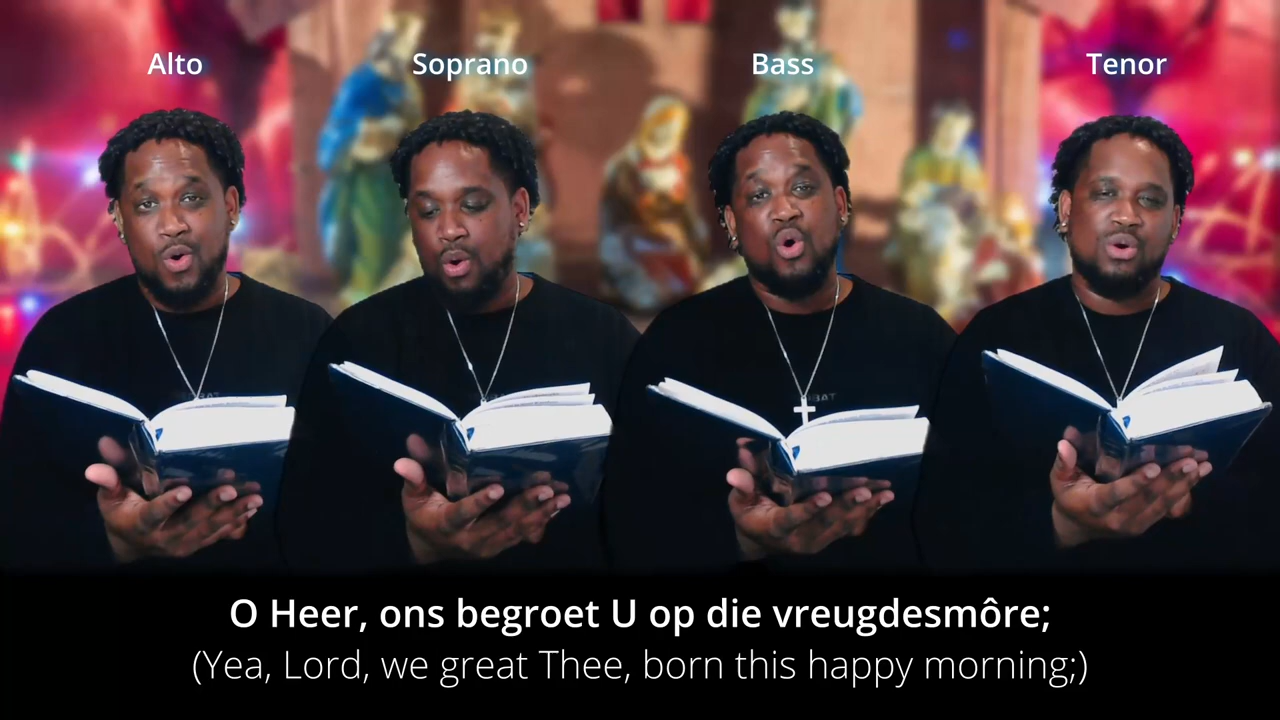 Alto Soprano Bass Tenor
O Heer, ons begroet U op die vreugdesmôre;
(Yea, Lord, we great Thee, born this happy morning;)